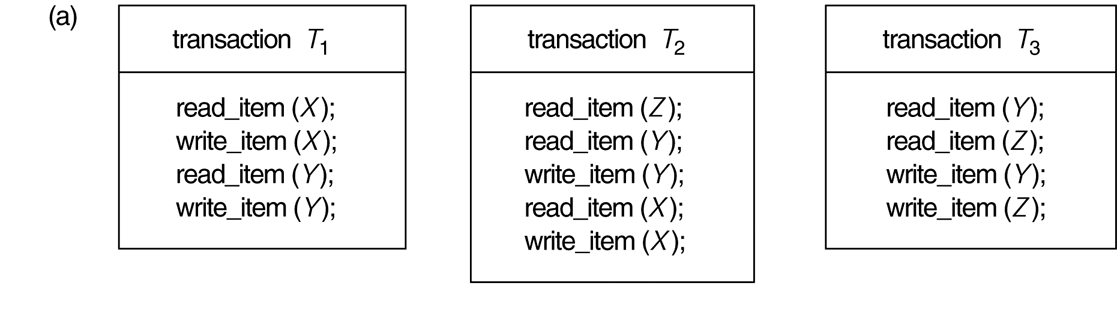 (a)
transaction T1
read_item (X);
write_item (X);
read_item (Y);
write_item (Y);
transaction T2
read_item (Z);
read_item (Y);
write_item (Y);
read_item (X);
write_item (X);
transaction T3
read_item (Y);
read_item (Z);
write_item (Y);
write_item (Z);